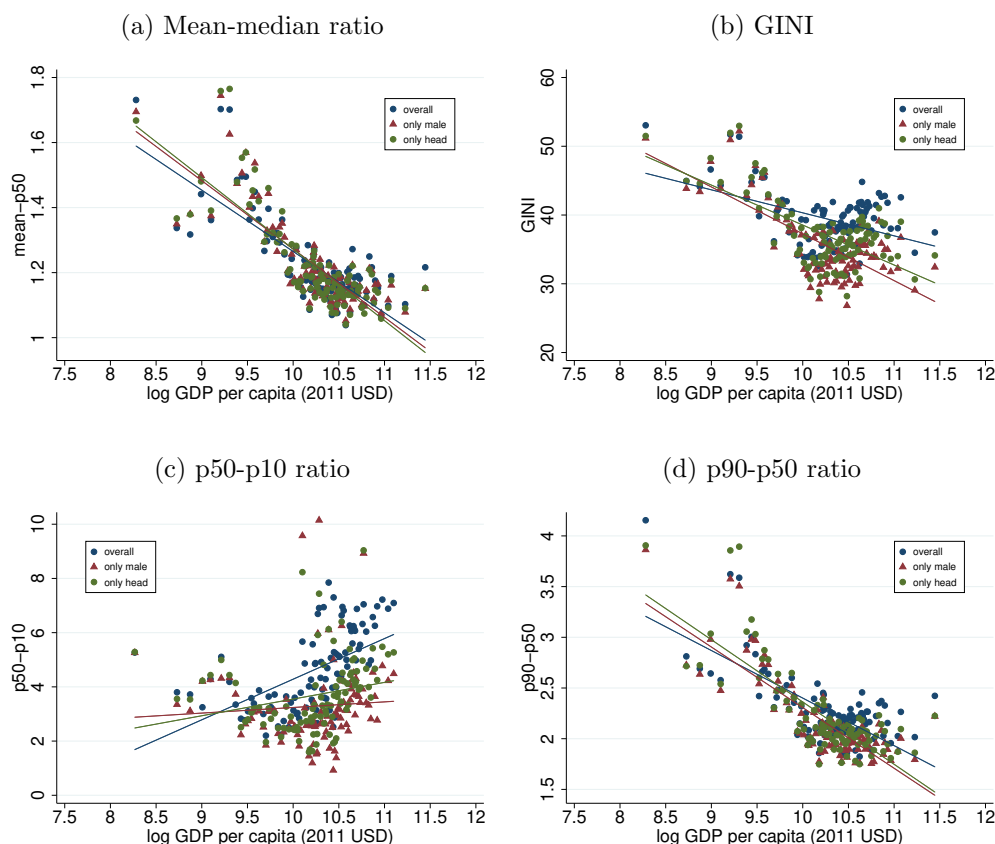 (a) Mean-median ratio
mean-p50
1.8
1.6
1.4
1.2
1
overall
only male
only head
7.5 8 8.5 9 9.5 10 10.5 11 11.5 12
log GDP per capita (2011 USD)
(b) GINI
GINI
60
50
40
30
20
overall
only male
only head
7.5 8 8.5 9 9.5 10 10.5 11 11.5 12
log GDP per capita (2011 USD)
(c) p50-p10 ratio
p50-p10
10
8
6
4
2
0
overall
only male
only head
7.5 8 8.5 9 9.5 10 10.5 11 11.5 12
log GDP per capita (2011 USD)
(d) p90-p50 ratio
p90-p50
4
3.5
3
2.5
2
1.5
overall
only male
only head
7.5 8 8.5 9 9.5 10 10.5 11 11.5 12
log GDP per capita (2011 USD)